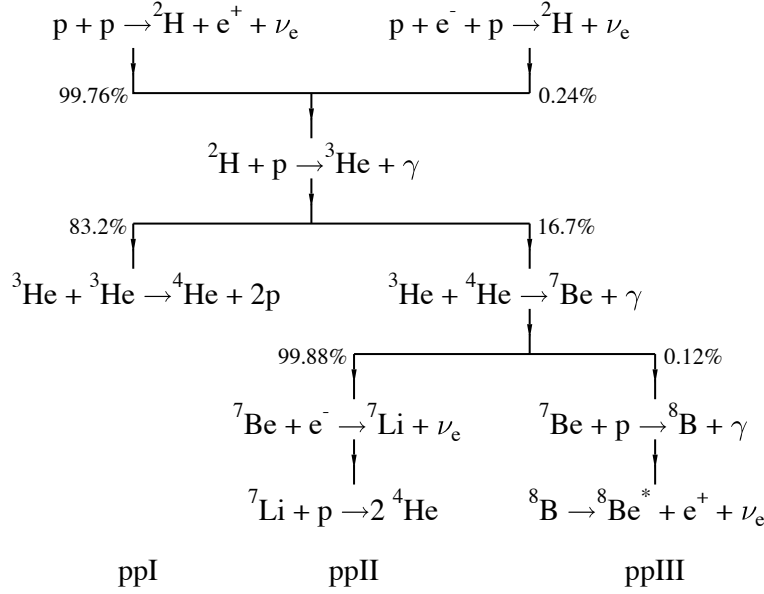 p + p → ²H + e⁺ + νₑ p + e⁻ + p → ²H + νₑ
99.76% 0.24%
²H + p → ³He + γ
83.2% 16.7%
³He + ³He → ⁴He + 2p ³He + ⁴He → ⁷Be + γ
99.88% 0.12%
⁷Be + e⁻ → ⁷Li + νₑ ⁷Be + p → ⁸B + γ
⁷Li + p → 2 ⁴He ⁸B → ⁸Be* + e⁺ + νₑ
ppI ppII ppIII